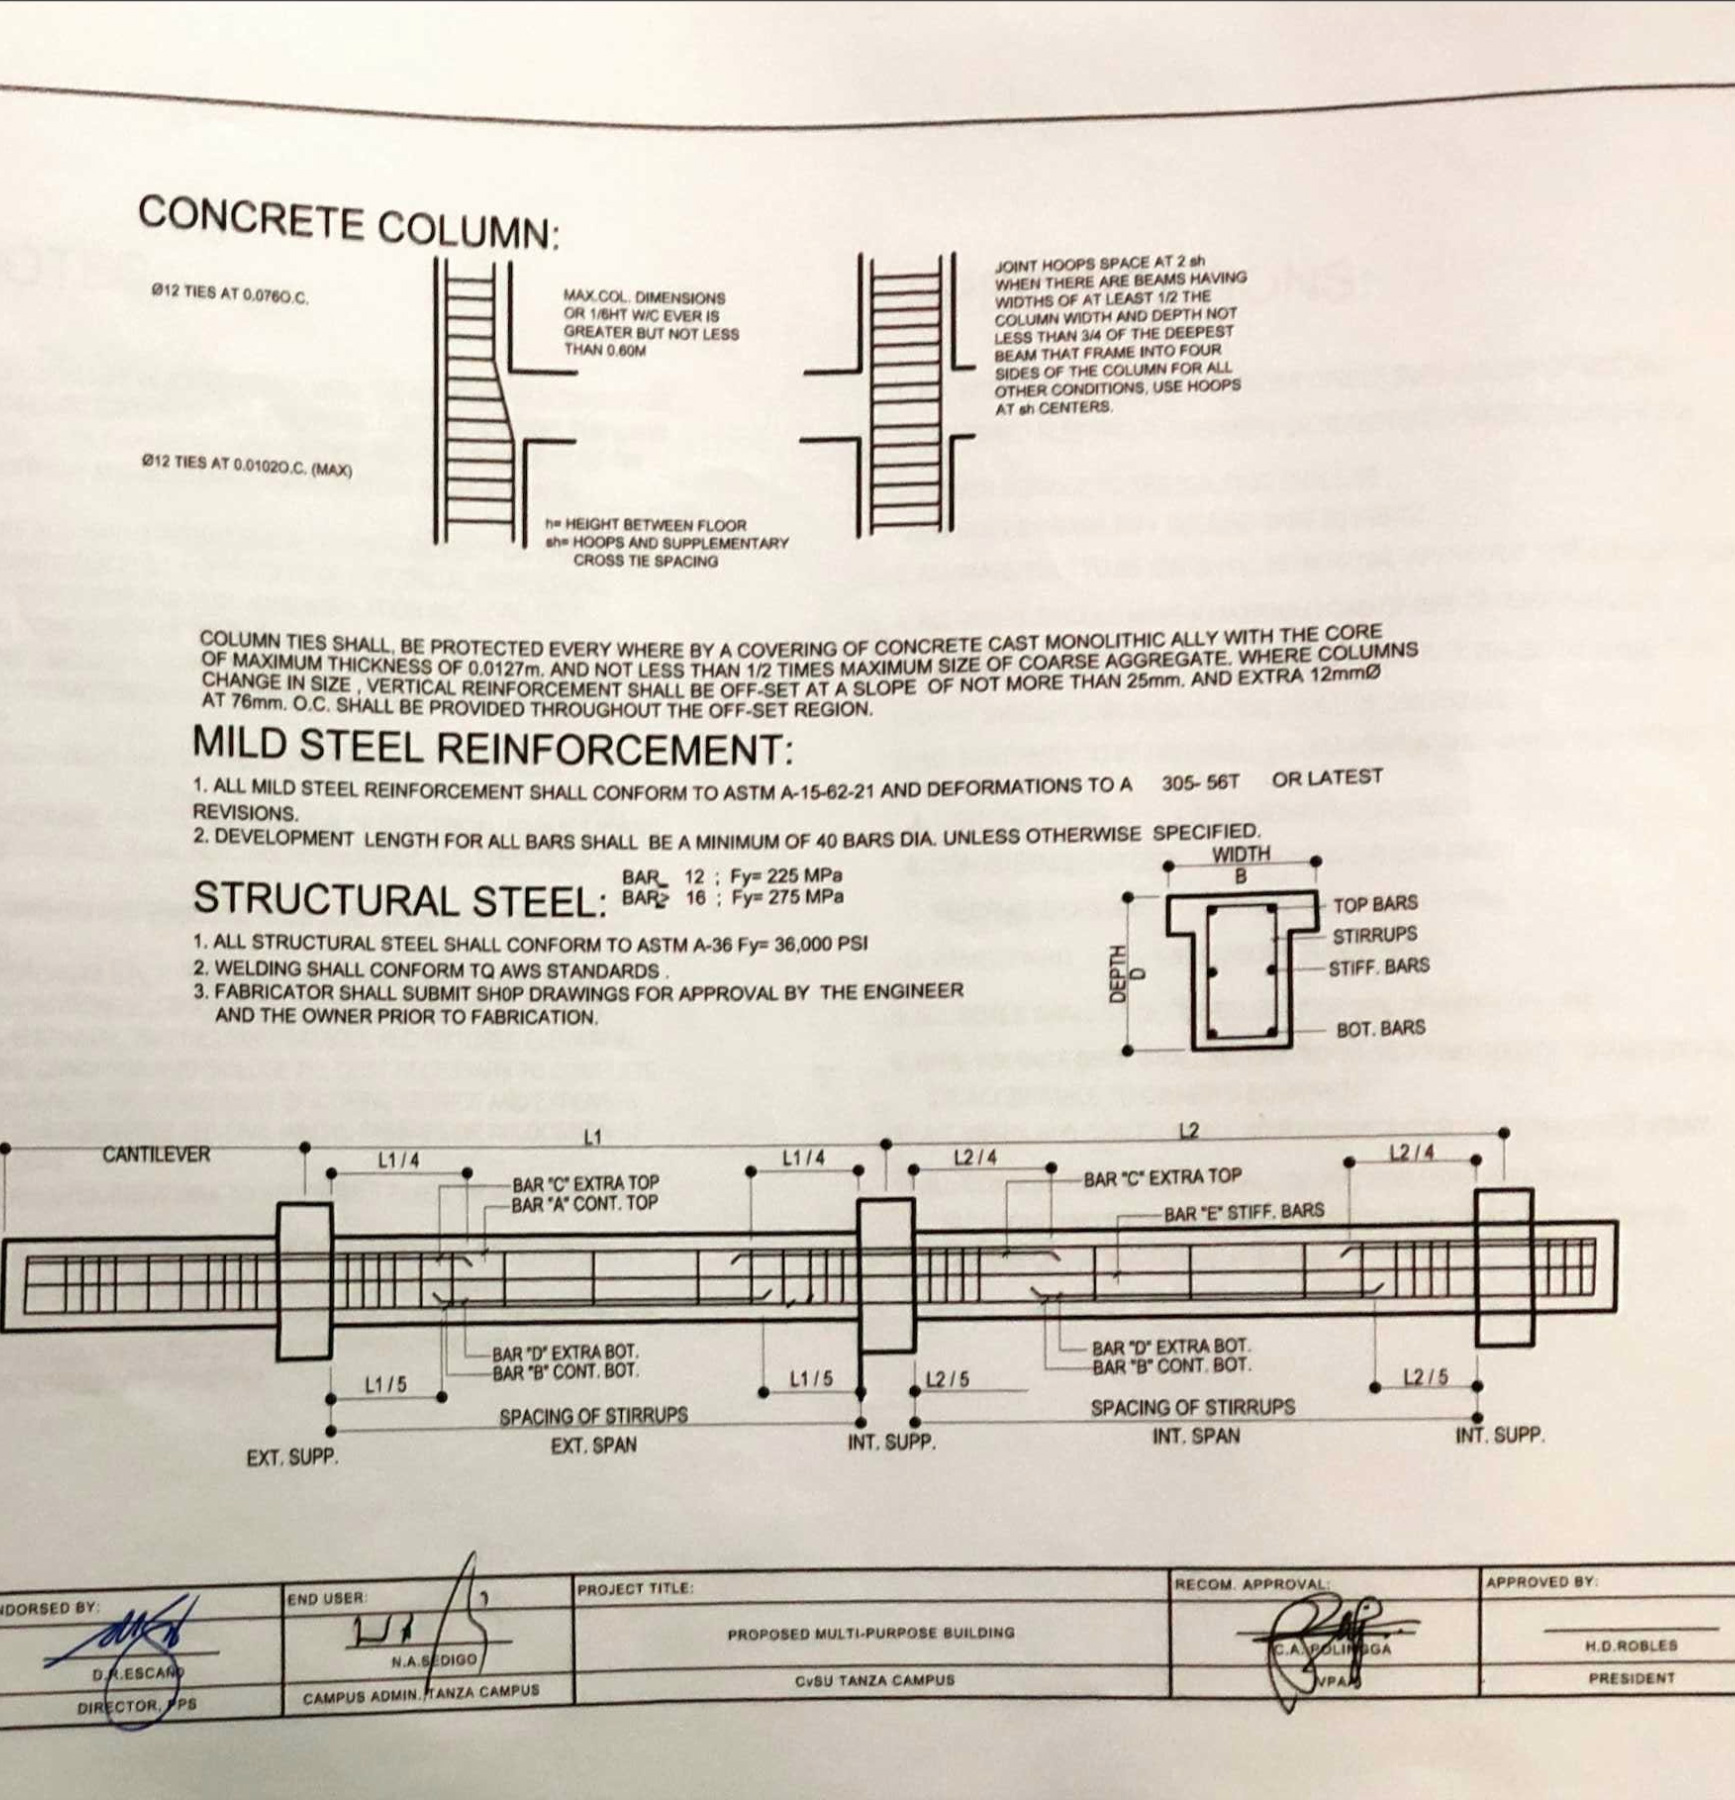 CONCRETE COLUMN:
Ø12 TIES AT 0.076O.C.
MAX.COL. DIMENSIONS
OR 1/6HT W/C EVER IS
GREATER BUT NOT LESS
THAN 0.60M
JOINT HOOPS SPACE AT 2 sh
WHEN THERE ARE BEAMS HAVING
WIDTHS OF AT LEAST 1/2 THE
COLUMN WIDTH AND DEPTH NOT
LESS THAN 3/4 OF THE DEEPEST
BEAM THAT FRAME INTO FOUR
SIDES OF THE COLUMN FOR ALL
OTHER CONDITIONS, USE HOOPS
AT sh CENTERS.
Ø12 TIES AT 0.0102O.C. (MAX)
h= HEIGHT BETWEEN FLOOR
sh= HOOPS AND SUPPLEMENTARY
CROSS TIE SPACING
COLUMN TIES SHALL, BE PROTECTED EVERY WHERE BY A COVERING OF CONCRETE CAST MONOLITHIC ALLY WITH THE CORE
OF MAXIMUM THICKNESS OF 0.0127m. AND NOT LESS THAN 1/2 TIMES MAXIMUM SIZE OF COARSE AGGREGATE. WHERE COLUMNS
CHANGE IN SIZE , VERTICAL REINFORCEMENT SHALL BE OFF-SET AT A SLOPE OF NOT MORE THAN 25mm. AND EXTRA 12mmØ
AT 76mm. O.C. SHALL BE PROVIDED THROUGHOUT THE OFF-SET REGION.
MILD STEEL REINFORCEMENT:
1. ALL MILD STEEL REINFORCEMENT SHALL CONFORM TO ASTM A-15-62-21 AND DEFORMATIONS TO A 305- 56T OR LATEST
REVISIONS.
2. DEVELOPMENT LENGTH FOR ALL BARS SHALL BE A MINIMUM OF 40 BARS DIA. UNLESS OTHERWISE SPECIFIED.
BAR_ 12 ; Fy= 225 MPa
STRUCTURAL STEEL: BAR≥ 16 ; Fy= 275 MPa
1. ALL STRUCTURAL STEEL SHALL CONFORM TO ASTM A-36 Fy= 36,000 PSI
2. WELDING SHALL CONFORM TO AWS STANDARDS .
3. FABRICATOR SHALL SUBMIT SHOP DRAWINGS FOR APPROVAL BY THE ENGINEER
AND THE OWNER PRIOR TO FABRICATION.
WIDTH
B
DEPTH
D
TOP BARS
STIRRUPS
STIFF. BARS
BOT. BARS
CANTILEVER
L1
L2
L1/4
L1/4
L2/4
L2/4
BAR "C" EXTRA TOP
BAR "A" CONT. TOP
BAR "C" EXTRA TOP
BAR "E" STIFF. BARS
BAR "D" EXTRA BOT.
BAR "B" CONT. BOT.
BAR "D" EXTRA BOT.
BAR "B" CONT. BOT.
L1/5
L1/5
L2/5
L2/5
SPACING OF STIRRUPS
SPACING OF STIRRUPS
EXT. SUPP.
EXT. SPAN
INT. SUPP.
INT. SPAN
INT. SUPP.
NDORSED BY:
D.R.ESCAÑO
DIRECTOR, PPS
END USER:
N.A.SEDIGO
CAMPUS ADMIN. TANZA CAMPUS
PROJECT TITLE:
PROPOSED MULTI-PURPOSE BUILDING
CvSU TANZA CAMPUS
RECOM. APPROVAL:
C.A. POLINGGA
APPROVED BY:
H.D.ROBLES
PRESIDENT